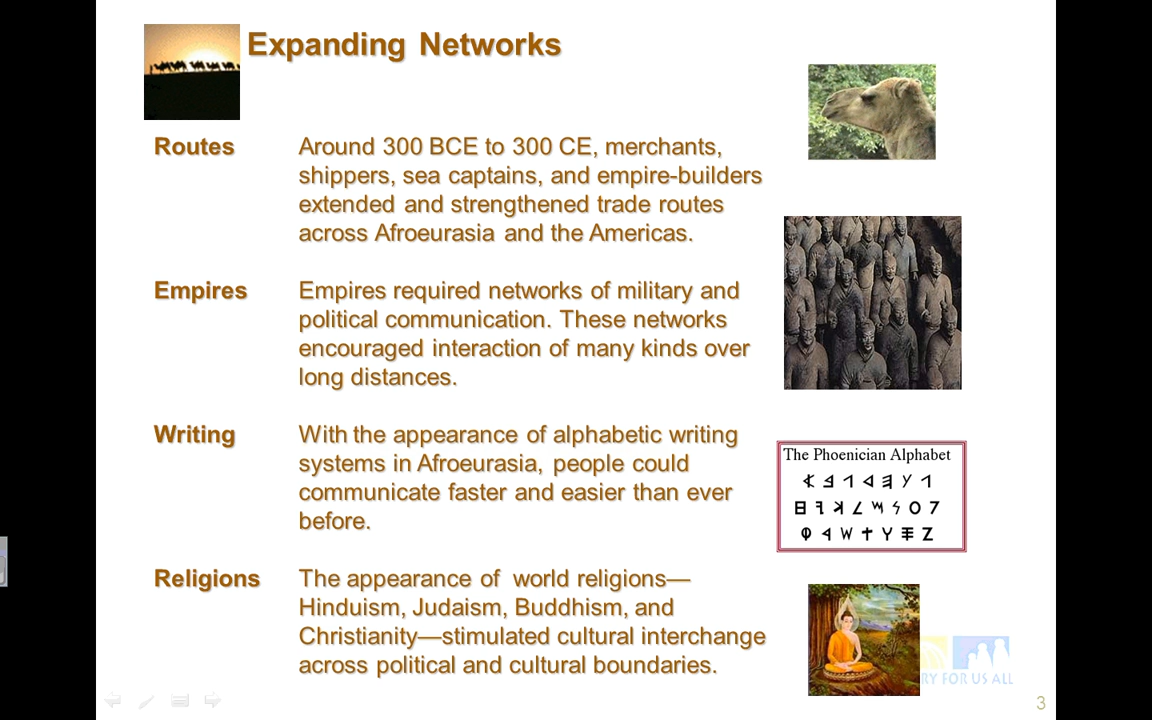 Expanding Networks
Routes
Around 300 BCE to 300 CE, merchants,
shippers, sea captains, and empire-builders
extended and strengthened trade routes
across Afroeurasia and the Americas.
Empires
Empires required networks of military and
political communication. These networks
encouraged interaction of many kinds over
long distances.
Writing
With the appearance of alphabetic writing
systems in Afroeurasia, people could
communicate faster and easier than ever
before.
The Phoenician Alphabet
Religions
The appearance of  world religions—
Hinduism, Judaism, Buddhism, and
Christianity—stimulated cultural interchange
across political and cultural boundaries.
FOR US ALL
3